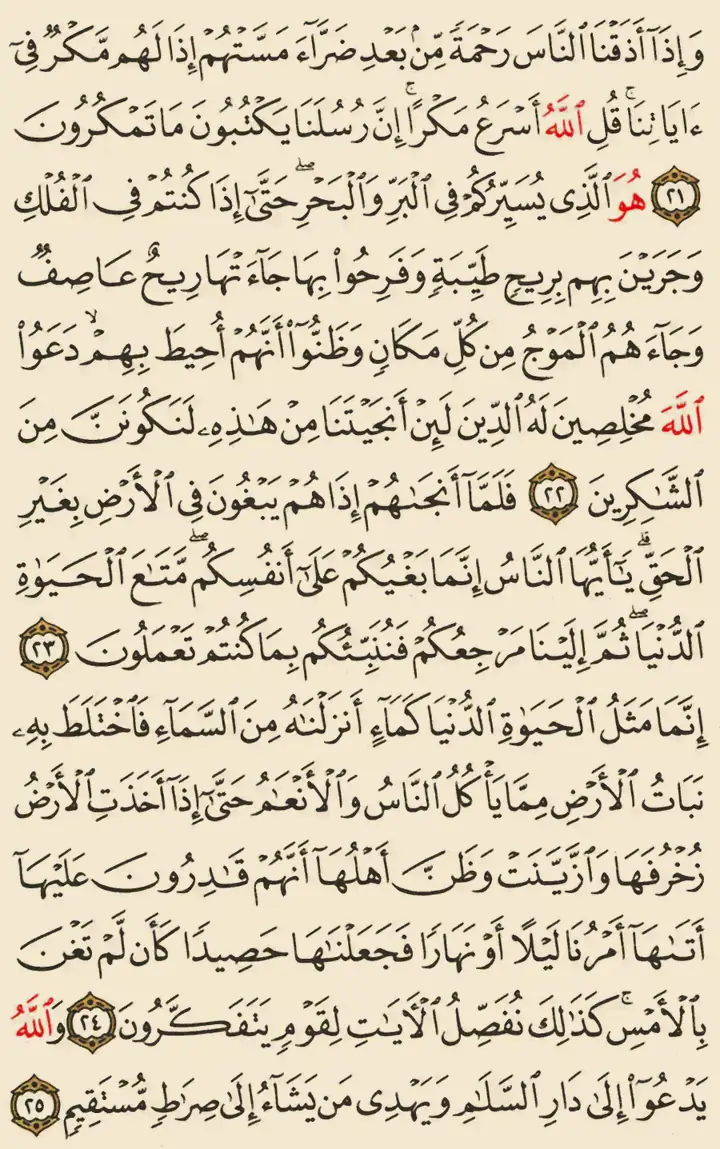 وَإِذَآ أَذَقۡنَا ٱلنَّاسَ رَحۡمَةٗ مِّنۢ بَعۡدِ ضَرَّآءَ مَسَّتۡهُمۡ إِذَا لَهُم مَّكۡرٞ فِيٓ
ءَايَاتِنَاۚ قُلِ ٱللَّهُ أَسۡرَعُ مَكۡرًاۚ إِنَّ رُسُلَنَا يَكۡتُبُونَ مَا تَمۡكُرُونَ
٢١ هُوَ ٱلَّذِي يُسَيِّرُكُمۡ فِي ٱلۡبَرِّ وَٱلۡبَحۡرِۖ حَتَّىٰٓ إِذَا كُنتُمۡ فِي ٱلۡفُلۡكِ
وَجَرَيۡنَ بِهِم بِرِيحٖ طَيِّبَةٖ وَفَرِحُواْ بِهَا جَآءَتۡهَا رِيحٌ عَاصِفٞ
وَجَآءَهُمُ ٱلۡمَوۡجُ مِن كُلِّ مَكَانٖ وَظَنُّوٓاْ أَنَّهُمۡ أُحِيطَ بِهِمۡۙ دَعَوُاْ
ٱللَّهَ مُخۡلِصِينَ لَهُ ٱلدِّينَ لَئِنۡ أَنجَيۡتَنَا مِنۡ هَٰذِهِۦ لَنَكُونَنَّ مِنَ
ٱلشَّٰكِرِينَ ٢٢ فَلَمَّآ أَنجَىٰهُمۡ إِذَا هُمۡ يَبۡغُونَ فِي ٱلۡأَرۡضِ بِغَيۡرِ
ٱلۡحَقِّۗ يَٰٓأَيُّهَا ٱلنَّاسُ إِنَّمَا بَغۡيُكُمۡ عَلَىٰٓ أَنفُسِكُمۖ مَّتَٰعَ ٱلۡحَيَوٰةِ
ٱلدُّنۡيَاۖ ثُمَّ إِلَيۡنَا مَرۡجِعُكُمۡ فَنُنَبِّئُكُم بِمَا كُنتُمۡ تَعۡمَلُونَ ٢٣
إِنَّمَا مَثَلُ ٱلۡحَيَوٰةِ ٱلدُّنۡيَا كَمَآءٍ أَنزَلۡنَٰهُ مِنَ ٱلسَّمَآءِ فَٱخۡتَلَطَ بِهِۦ
نَبَاتُ ٱلۡأَرۡضِ مِمَّا يَأۡكُلُ ٱلنَّاسُ وَٱلۡأَنۡعَٰمُ حَتَّىٰٓ إِذَآ أَخَذَتِ ٱلۡأَرۡضُ
زُخۡرُفَهَا وَٱزَّيَّنَتۡ وَظَنَّ أَهۡلُهَآ أَنَّهُمۡ قَٰدِرُونَ عَلَيۡهَآ
أَتَىٰهَآ أَمۡرُنَا لَيۡلًا أَوۡ نَهَارٗا فَجَعَلۡنَٰهَا حَصِيدٗا كَأَن لَّمۡ تَغۡنَ
بِٱلۡأَمۡسِۚ كَذَٰلِكَ نُفَصِّلُ ٱلۡأٓيَٰتِ لِقَوۡمٖ يَتَفَكَّرُونَ ٢٤ وَٱللَّهُ
يَدۡعُوٓاْ إِلَىٰ دَارِ ٱلسَّلَٰمِ وَيَهۡدِي مَن يَشَآءُ إِلَىٰ صِرَٰطٖ مُّسۡتَقِيمٖ ٢٥